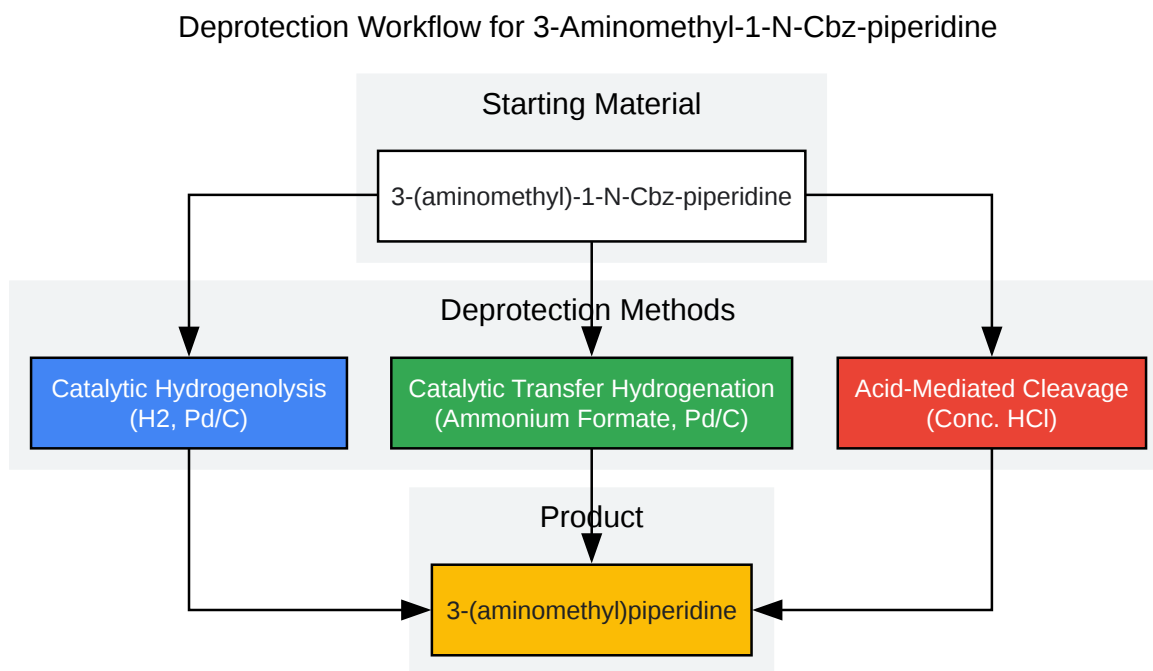 Deprotection Workflow for 3-Aminomethyl-1-N-Cbz-piperidine
Starting Material
3-(aminomethyl)-1-N-Cbz-piperidine
Deprotection Methods
Catalytic Hydrogenolysis
(H2, Pd/C)
Catalytic Transfer Hydrogenation
(Ammonium Formate, Pd/C)
Acid-Mediated Cleavage
(Conc. HCl)
Product
3-(aminomethyl)piperidine